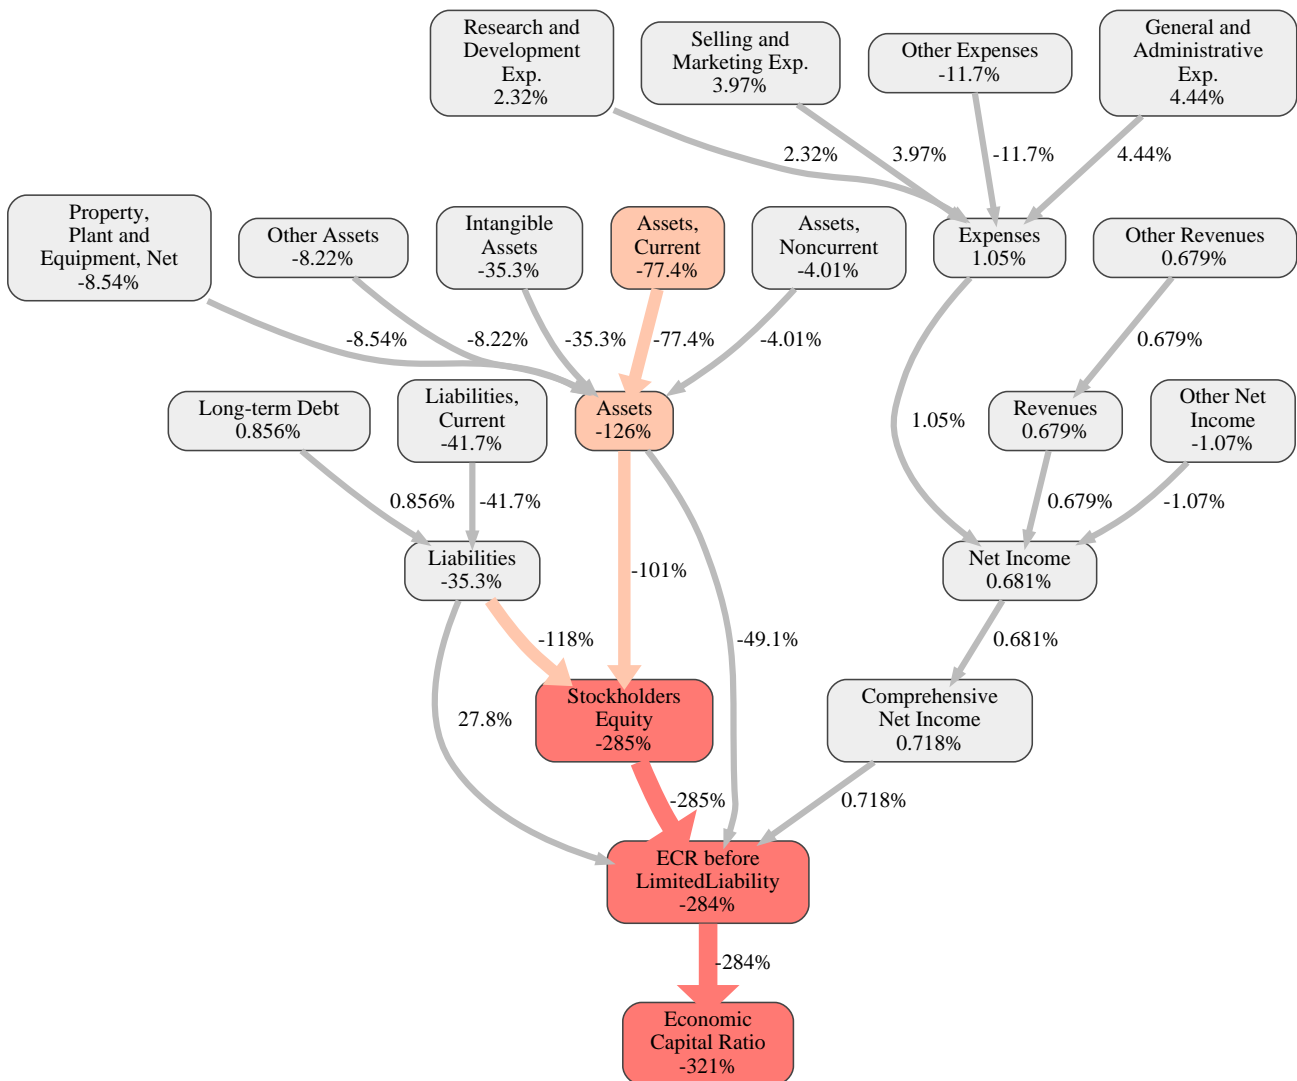 Research and
Development
Exp.
2.32%
Selling and
Marketing Exp.
3.97%
Other Expenses
-11.7%
General and
Administrative
Exp.
4.44%
2.32%
3.97%
-11.7%
4.44%
Property,
Plant and
Equipment, Net
-8.54%
Other Assets
-8.22%
Intangible
Assets
-35.3%
Assets,
Current
-77.4%
Assets,
Noncurrent
-4.01%
Expenses
1.05%
Other Revenues
0.679%
-8.54%
-8.22%
-35.3%
-77.4%
-4.01%
0.679%
Long-term Debt
0.856%
Liabilities,
Current
-41.7%
Assets
-126%
1.05%
Revenues
0.679%
Other Net
Income
-1.07%
0.856%
-41.7%
0.679%
-1.07%
Liabilities
-35.3%
-101%
Net Income
0.681%
-118%
-49.1%
0.681%
27.8%
Stockholders
Equity
-285%
Comprehensive
Net Income
0.718%
-285%
0.718%
ECR before
LimitedLiability
-284%
-284%
Economic
Capital Ratio
-321%